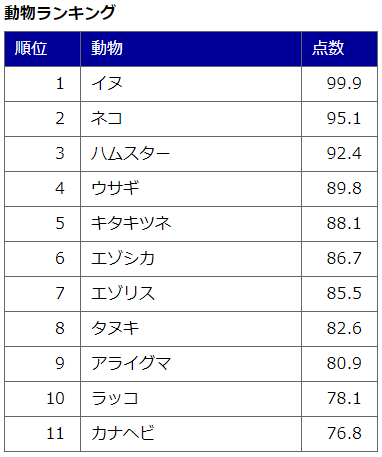 動物ランキング
順位 動物 点数
1 イヌ 99.9
2 ネコ 95.1
3 ハムスター 92.4
4 ウサギ 89.8
5 キタキツネ 88.1
6 エゾシカ 86.7
7 エゾリス 85.5
8 タヌキ 82.6
9 アライグマ 80.9
10 ラッコ 78.1
11 カナヘビ 76.8